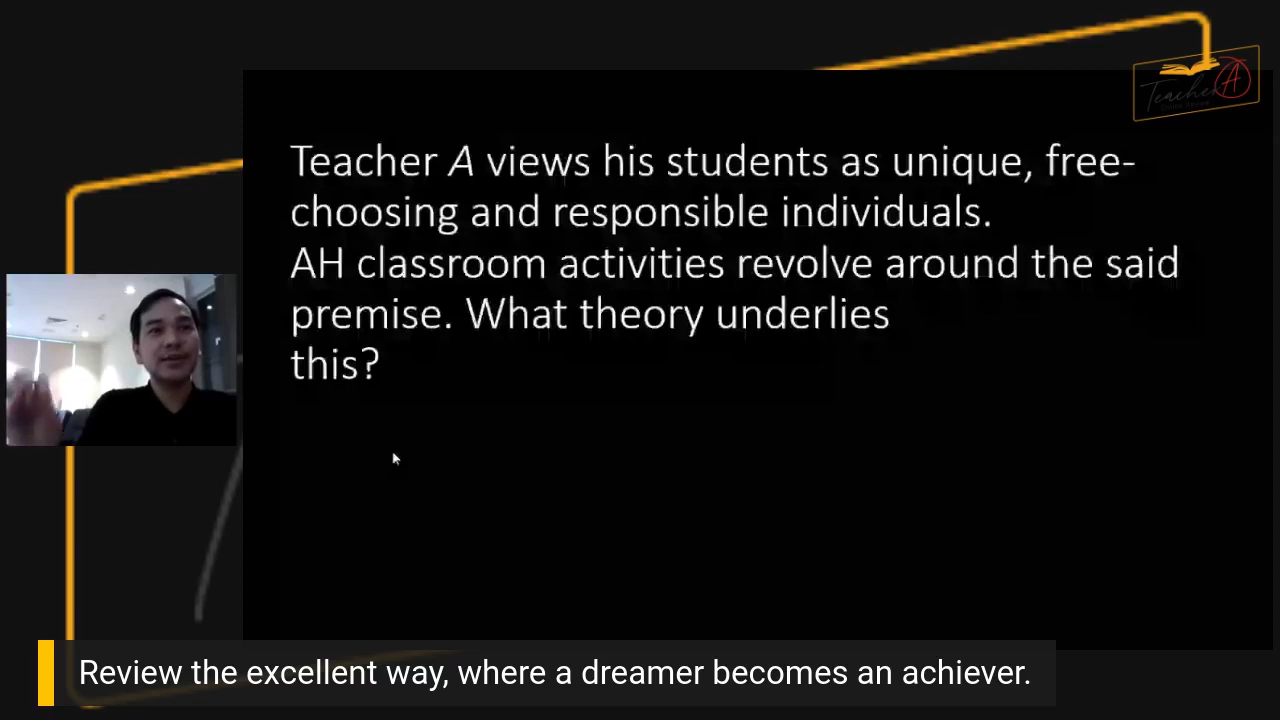 Teacher A
Teacher A views his students as unique, free-
choosing and responsible individuals.
AH classroom activities revolve around the said
premise. What theory underlies
this?
Review the excellent way, where a dreamer becomes an achiever.